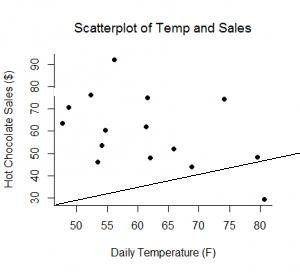 Scatterplot of Temp and Sales
Hot Chocolate Sales ($)
90
80
70
60
50
40
30
50 55 60 65 70 75 80
Daily Temperature (F)